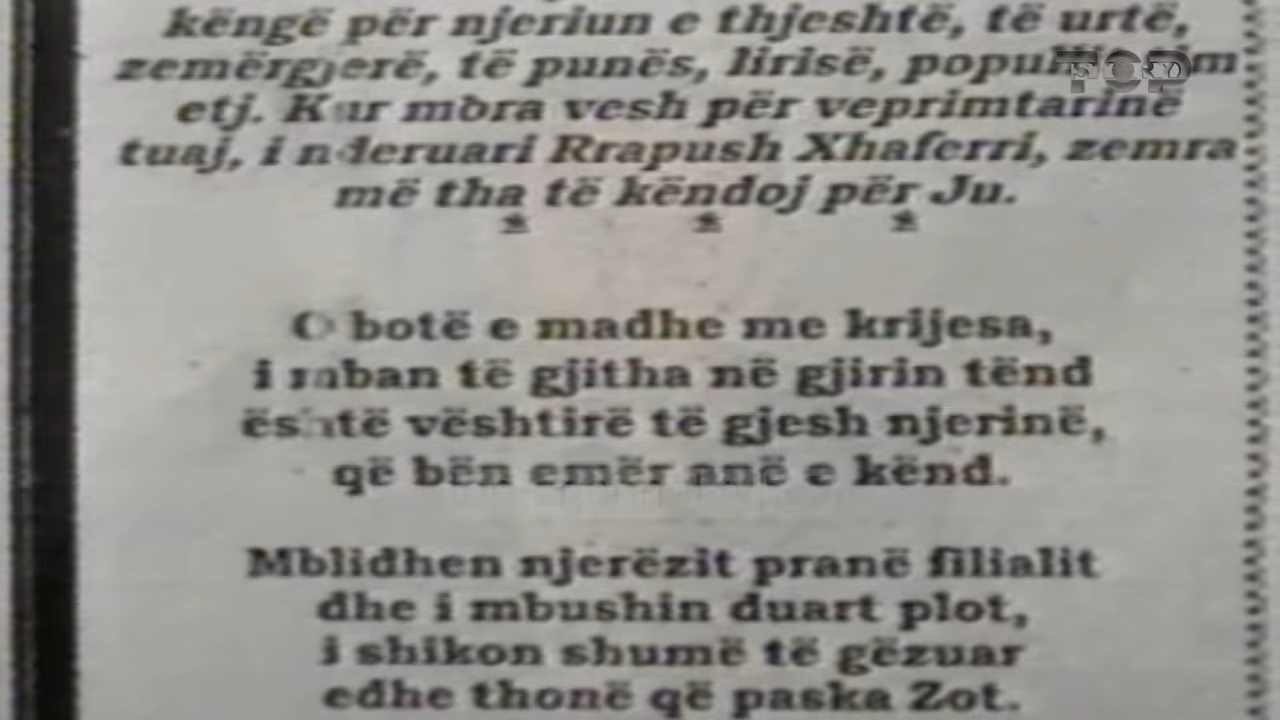 këngë për njeriun e thjeshtë, të urtë,
zemërgjerë, të punës, lirisë,
etj. Kur mora vesh për veprimtarinë
tuaj, i nderuari Rrapush Xhaferri, zemra
më tha të këndoj për Ju.
* * *
O botë e madhe me krijesa,
i mban të gjitha në gjirin tënd
është vështirë të gjesh njerinë,
që bën emër anë e kënd.
Mblidhen njerëzit pranë filialit
dhe i mbushin duart plot,
i shikon shumë të gëzuar
edhe thonë që paska Zot.
TOP
STORY